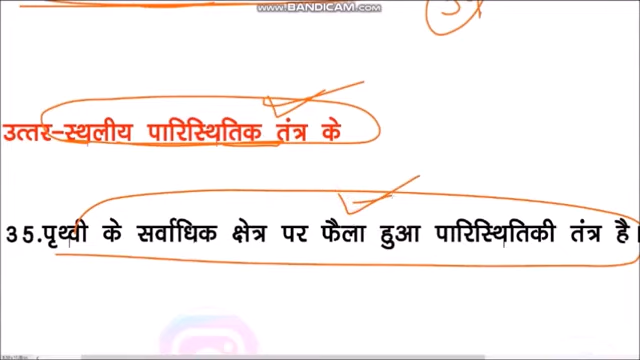 WWW.BANDICAM.COM
उत्तर-स्थलीय पारिस्थितिक तंत्र के
35.पृथ्वी के सर्वाधिक क्षेत्र पर फैला हुआ पारिस्थितिकी तंत्र है।